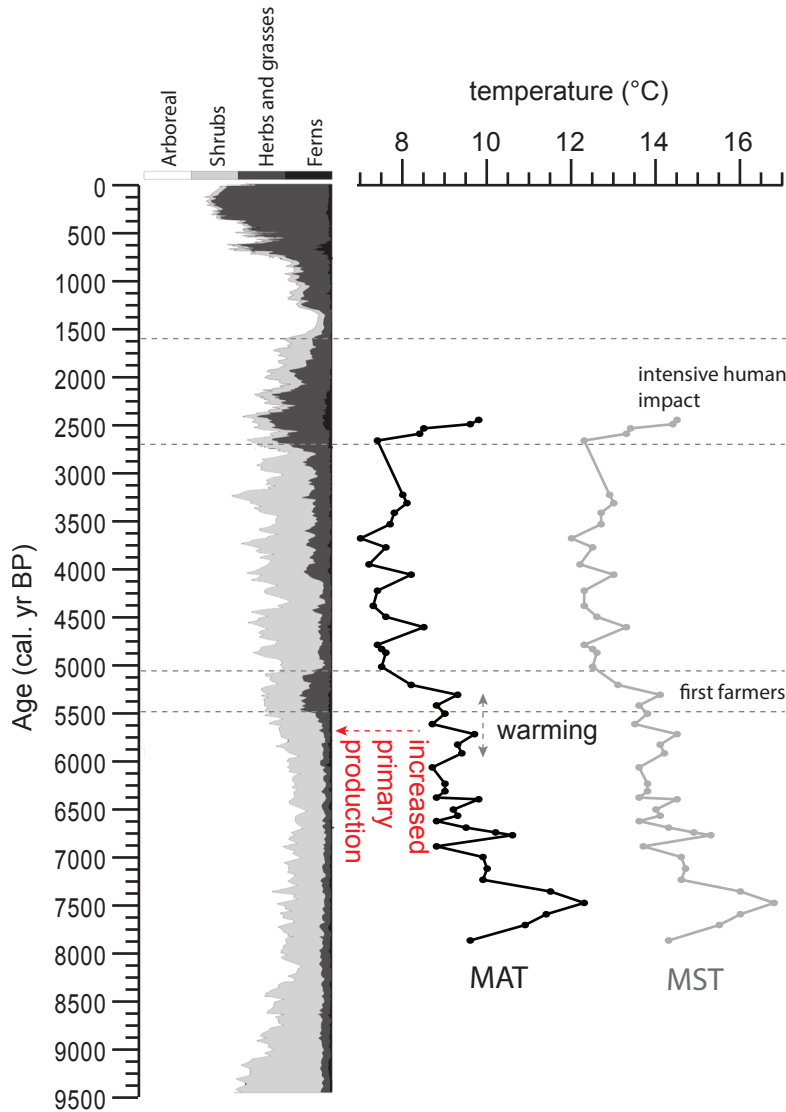 Arboreal
Shrubs
Herbs and grasses
Ferns
temperature (°C)
8 10 12 14 16
Age (cal. yr BP)
0
500
1000
1500
2000
2500
3000
3500
4000
4500
5000
5500
6000
6500
7000
7500
8000
8500
9000
9500
intensive human
impact
first farmers
warming
increased
primary
production
MAT
MST